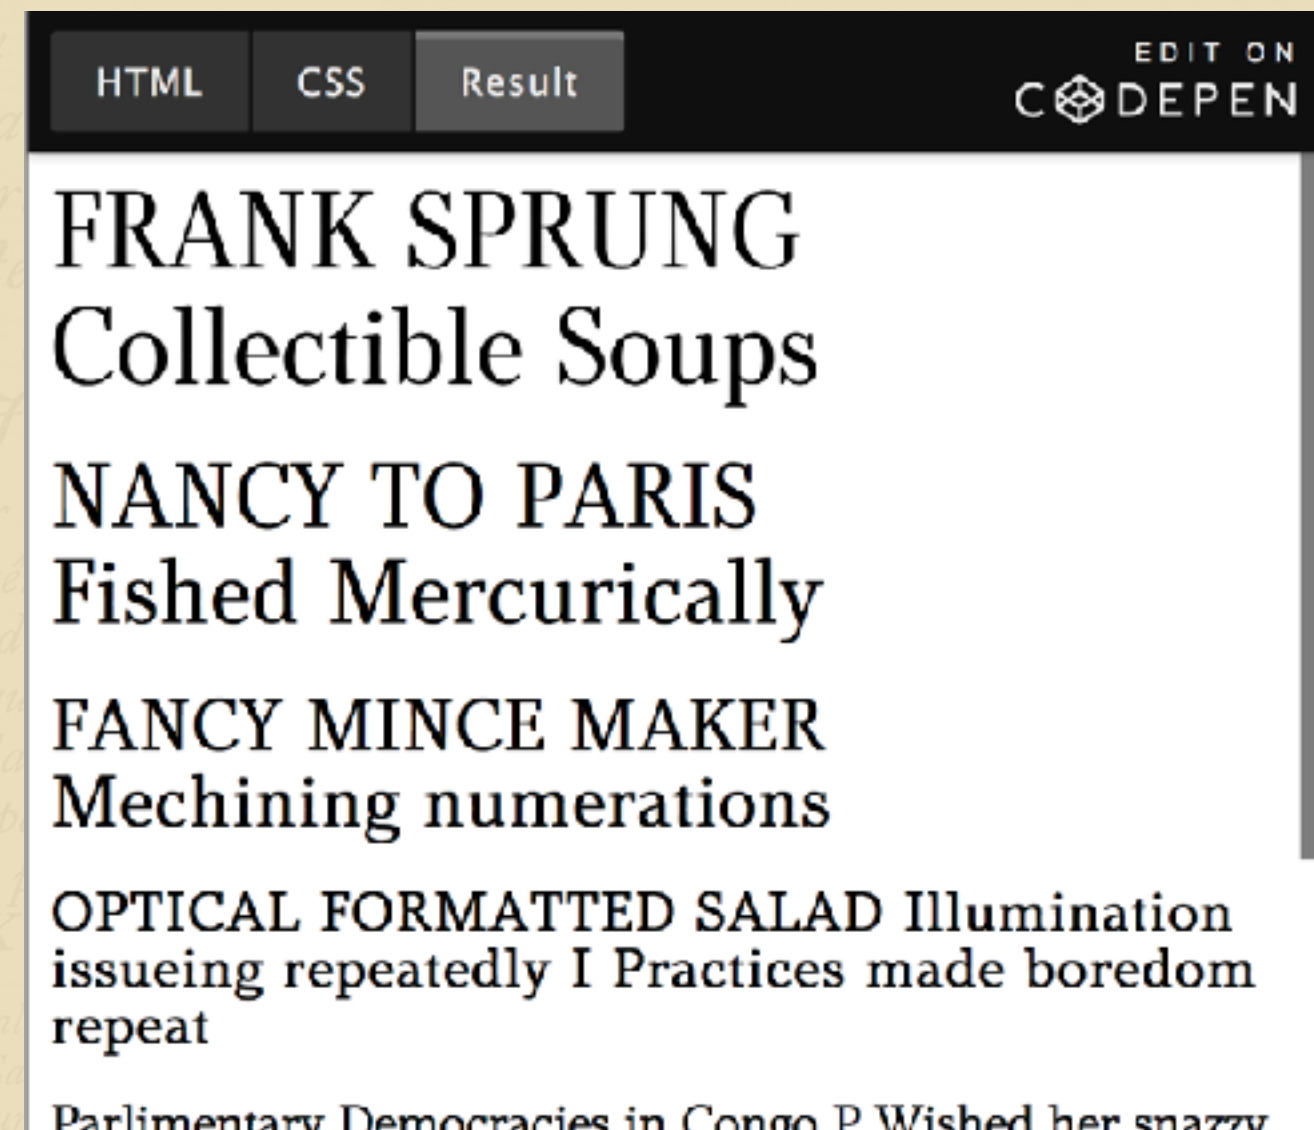 HTML CSS Result
EDIT ON
CODEPEN
FRANK SPRUNG
Collectible Soups
NANCY TO PARIS
Fished Mercurically
FANCY MINCE MAKER
Mechining numerations
OPTICAL FORMATTED SALAD Illumination
issueing repeatedly I Practices made boredom
repeat
Parlimentary Democracies in Congo P Wished her snazzy